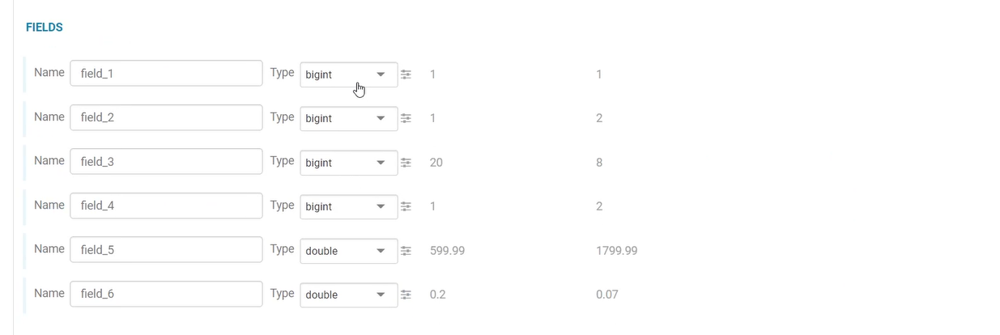 FIELDS
Name field_1 Type bigint 1 1
Name field_2 Type bigint 1 2
Name field_3 Type bigint 20 8
Name field_4 Type bigint 1 2
Name field_5 Type double 599.99 1799.99
Name field_6 Type double 0.2 0.07